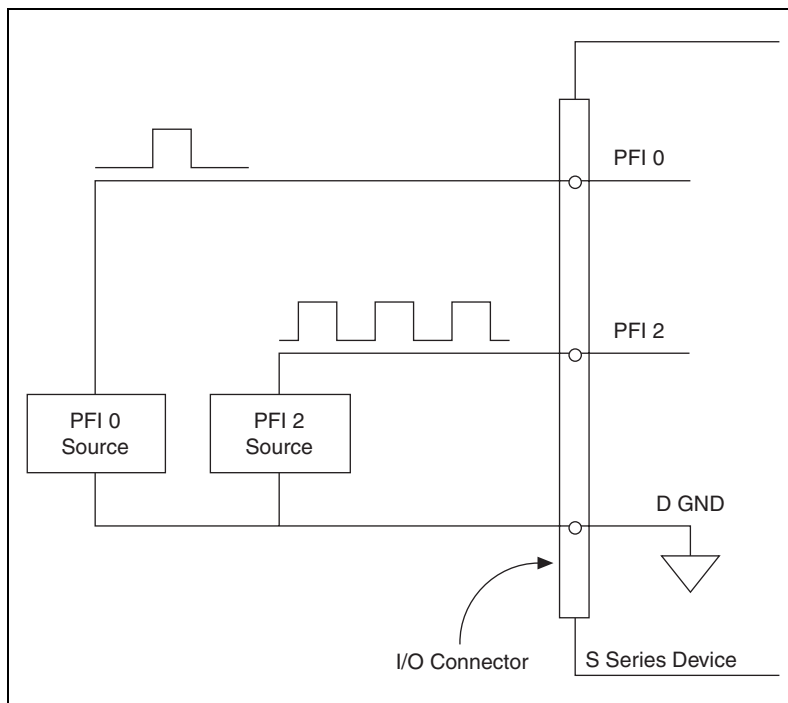 PFI 0
PFI 2
PFI 0
Source
PFI 2
Source
D GND
I/O Connector
S Series Device